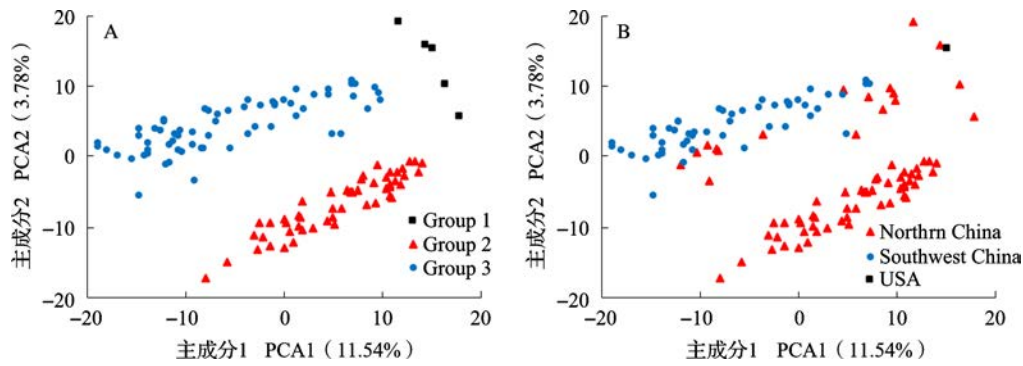 A
20
10
0
−10
−20
主成分2 PCA2（3.78%）
Group 1
Group 2
Group 3
−20
−10
0
10
20
主成分1 PCA1（11.54%）
B
20
10
0
−10
−20
主成分2 PCA2（3.78%）
Northrn China
Southwest China
USA
−20
−10
0
10
20
主成分1 PCA1（11.54%）